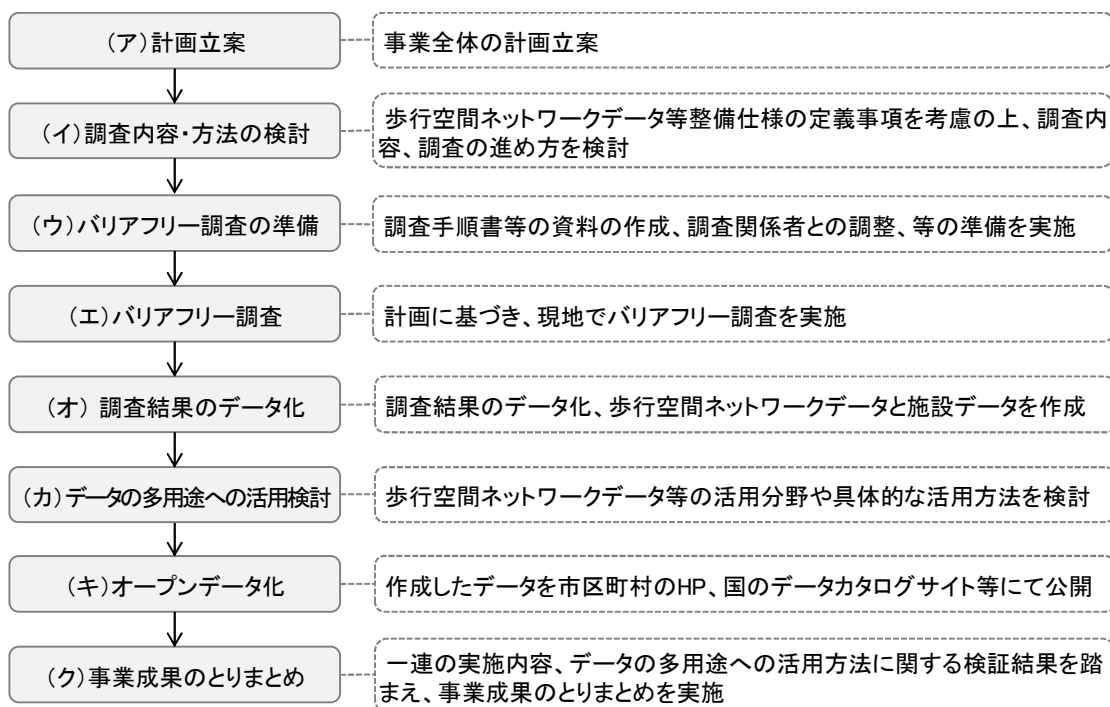 (ア)計画立案
事業全体の計画立案
(イ)調査内容・方法の検討
歩行空間ネットワークデータ等整備仕様の定義事項を考慮の上、調査内
容、調査の進め方を検討
(ウ)バリアフリー調査の準備
調査手順書等の資料の作成、調査関係者との調整、等の準備を実施
(エ)バリアフリー調査
計画に基づき、現地でバリアフリー調査を実施
(オ) 調査結果のデータ化
調査結果のデータ化、歩行空間ネットワークデータと施設データを作成
(カ)データの多用途への活用検討
歩行空間ネットワークデータ等の活用分野や具体的な活用方法を検討
(キ)オープンデータ化
作成したデータを市区町村のHP、国のデータカタログサイト等にて公開
(ク)事業成果のとりまとめ
一連の実施内容、データの多用途への活用方法に関する検証結果を踏
まえ、事業成果のとりまとめを実施